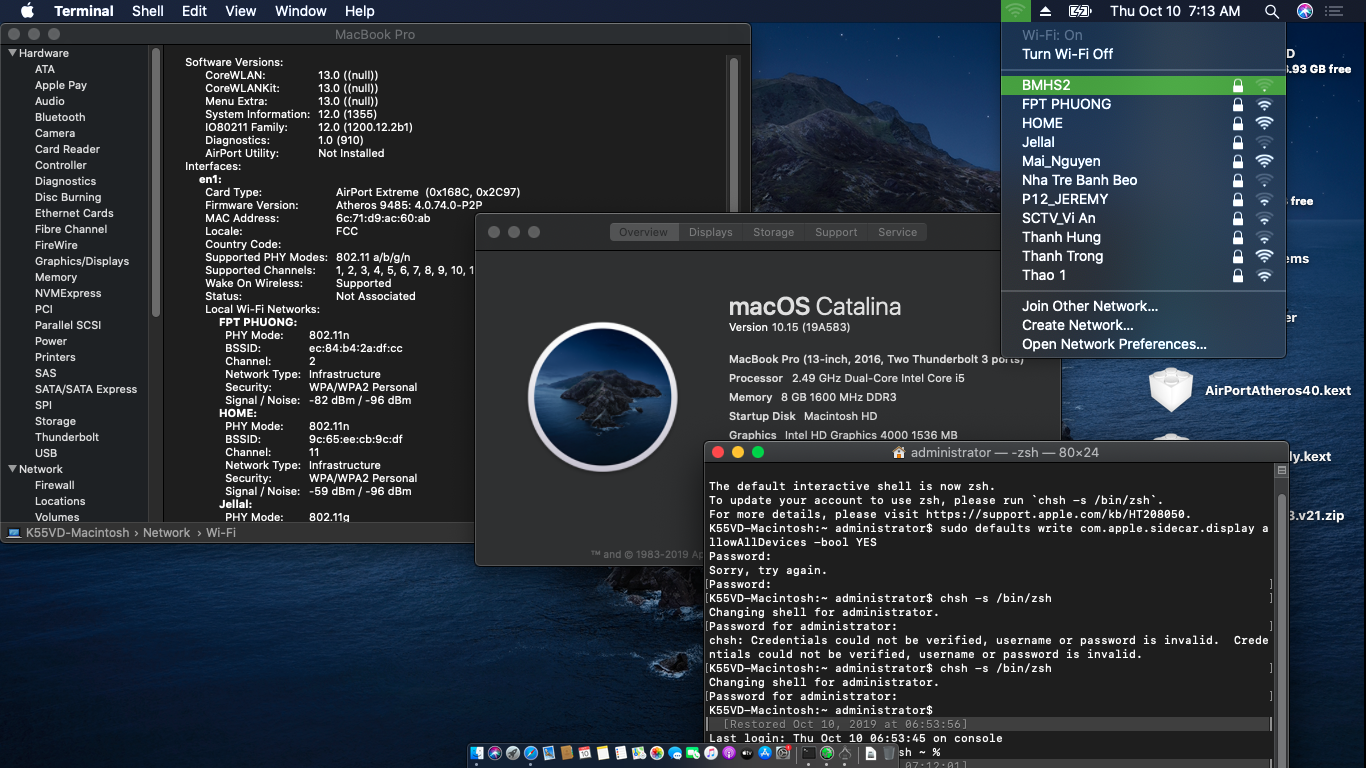 Terminal Shell Edit View Window Help
Thu Oct 10 7:13 AM
MacBook Pro
Hardware
ATA
Apple Pay
Audio
Bluetooth
Camera
Card Reader
Controller
Diagnostics
Disc Burning
Ethernet Cards
Fibre Channel
FireWire
Graphics/Displays
Memory
NVMExpress
PCI
Parallel SCSI
Power
Printers
SAS
SATA/SATA Express
SPI
Storage
Thunderbolt
USB
Network
Firewall
Locations
Volumes
Software Versions:
CoreWLAN: 13.0 ((null))
CoreWLANKit: 13.0 ((null))
Menu Extra: 13.0 ((null))
System Information: 12.0 (1355)
IO80211 Family: 12.0 (1200.12.2b1)
Diagnostics: 1.0 (910)
AirPort Utility: Not Installed
Interfaces:
en1:
Card Type: AirPort Extreme (0x168C, 0x2C97)
Firmware Version: Atheros 9485: 4.0.74.0-P2P
MAC Address: 6c:71:d9:ac:60:ab
Locale: FCC
Country Code:
Supported PHY Modes: 802.11 a/b/g/n
Supported Channels: 1, 2, 3, 4, 5, 6, 7, 8, 9, 10, 1
Wake On Wireless: Supported
Status: Not Associated
Local Wi-Fi Networks:
FPT PHUONG:
PHY Mode: 802.11n
BSSID: ec:84:b4:2a:df:cc
Channel: 2
Network Type: Infrastructure
Security: WPA/WPA2 Personal
Signal / Noise: -82 dBm / -96 dBm
HOME:
PHY Mode: 802.11n
BSSID: 9c:65:ee:cb:9c:df
Channel: 11
Network Type: Infrastructure
Security: WPA/WPA2 Personal
Signal / Noise: -59 dBm / -96 dBm
Jellal:
PHY Mode: 802.11g
K55VD-Macintosh › Network › Wi-Fi
Overview Displays Storage Support Service
macOS Catalina
Version 10.15 (19A583)
MacBook Pro (13-inch, 2016, Two Thunderbolt 3 ports)
Processor 2.49 GHz Dual-Core Intel Core i5
Memory 8 GB 1600 MHz DDR3
Startup Disk Macintosh HD
Graphics Intel HD Graphics 4000 1536 MB
™ and © 1983-2019 Ap
Wi-Fi: On
Turn Wi-Fi Off
BMHS2
FPT PHUONG
HOME
Jellal
Mai_Nguyen
Nha Tre Banh Beo
P12_JEREMY
SCTV_Vi An
Thanh Hung
Thanh Trong
Thao 1
Join Other Network...
Create Network...
Open Network Preferences...
D
.93 GB free
free
ems
er
AirPortAtheros40.kext
ly.kext
3.v21.zip
administrator — -zsh — 80×24
The default interactive shell is now zsh.
To update your account to use zsh, please run `chsh -s /bin/zsh`.
For more details, please visit https://support.apple.com/kb/HT208050.
K55VD-Macintosh:~ administrator$ sudo defaults write com.apple.sidecar.display a
llowAllDevices -bool YES
Password:
Sorry, try again.
[Password: ]
[K55VD-Macintosh:~ administrator$ chsh -s /bin/zsh ]
Changing shell for administrator.
[Password for administrator: ]
chsh: Credentials could not be verified, username or password is invalid.  Crede
ntials could not be verified, username or password is invalid.
[K55VD-Macintosh:~ administrator$ chsh -s /bin/zsh ]
Changing shell for administrator.
[Password for administrator: ]
K55VD-Macintosh:~ administrator$
[Restored Oct 10, 2019 at 06:53:56]
Last login: Thu Oct 10 06:53:45 on console
sh ~ %
07:12:01]